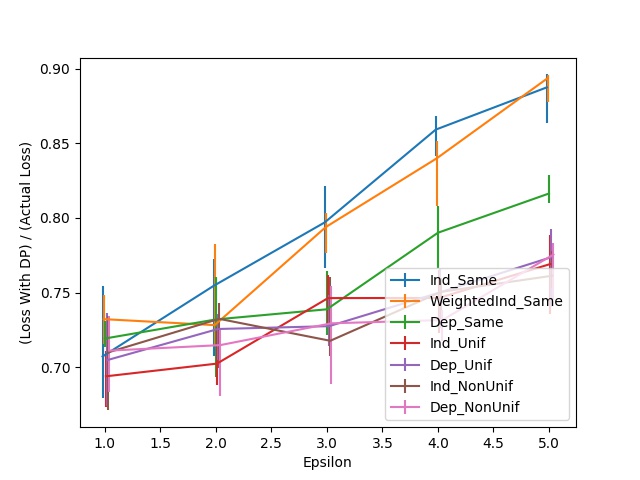 0.90
0.85
0.80
0.75
0.70
(Loss With DP) / (Actual Loss)
Ind_Same
WeightedInd_Same
Dep_Same
Ind_Unif
Dep_Unif
Ind_NonUnif
Dep_NonUnif
1.0 1.5 2.0 2.5 3.0 3.5 4.0 4.5 5.0
Epsilon